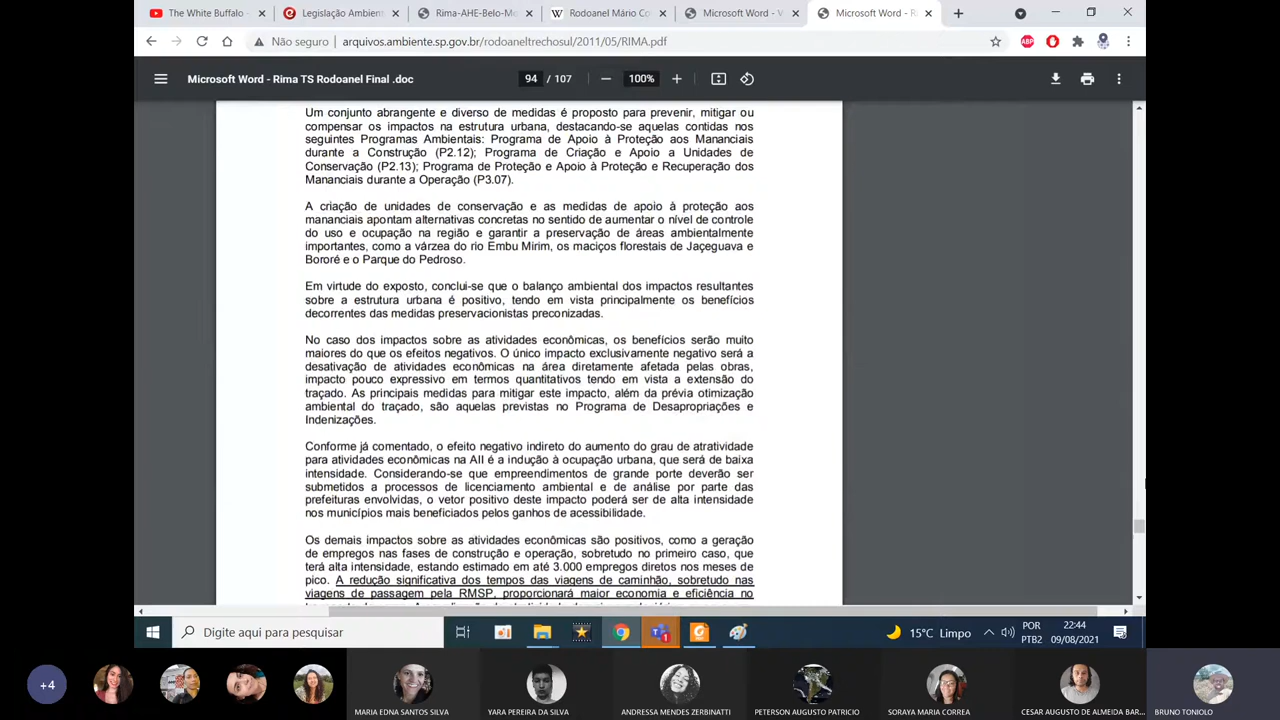 The White Buffalo -
Legislação Ambien
Rima-AHE-Belo-Mo
Rodoanel Mário Co
Microsoft Word - V
Microsoft Word - R
Não seguro
arquivos.ambiente.sp.gov.br/rodoaneltrechosul/2011/05/RIMA.pdf
ABP
Microsoft Word - Rima TS Rodoanel Final .doc
94 / 107
100%
Um conjunto abrangente e diverso de medidas é proposto para prevenir, mitigar ou
compensar os impactos na estrutura urbana, destacando-se aquelas contidas nos
seguintes Programas Ambientais: Programa de Apoio à Proteção aos Mananciais
durante a Construção (P2.12); Programa de Criação e Apoio a Unidades de
Conservação (P2.13); Programa de Proteção e Apoio à Proteção e Recuperação dos
Mananciais durante a Operação (P3.07).
A criação de unidades de conservação e as medidas de apoio à proteção aos
mananciais apontam alternativas concretas no sentido de aumentar o nível de controle
do uso e ocupação na região e garantir a preservação de áreas ambientalmente
importantes, como a várzea do rio Embu Mirim, os maciços florestais de Jaçeguava e
Bororé e o Parque do Pedroso.
Em virtude do exposto, conclui-se que o balanço ambiental dos impactos resultantes
sobre a estrutura urbana é positivo, tendo em vista principalmente os benefícios
decorrentes das medidas preservacionistas preconizadas.
No caso dos impactos sobre as atividades econômicas, os benefícios serão muito
maiores do que os efeitos negativos. O único impacto exclusivamente negativo será a
desativação de atividades econômicas na área diretamente afetada pelas obras,
impacto pouco expressivo em termos quantitativos tendo em vista a extensão do
traçado. As principais medidas para mitigar este impacto, além da prévia otimização
ambiental do traçado, são aquelas previstas no Programa de Desapropriações e
Indenizações.
Conforme já comentado, o efeito negativo indireto do aumento do grau de atratividade
para atividades econômicas na AII é a indução à ocupação urbana, que será de baixa
intensidade. Considerando-se que empreendimentos de grande porte deverão ser
submetidos a processos de licenciamento ambiental e de análise por parte das
prefeituras envolvidas, o vetor positivo deste impacto poderá ser de alta intensidade
nos municípios mais beneficiados pelos ganhos de acessibilidade.
Os demais impactos sobre as atividades econômicas são positivos, como a geração
de empregos nas fases de construção e operação, sobretudo no primeiro caso, que
terá alta intensidade, estando estimado em até 3.000 empregos diretos nos meses de
pico. A redução significativa dos tempos das viagens de caminhão, sobretudo nas
viagens de passagem pela RMSP, proporcionará maior economia e eficiência no
Digite aqui para pesquisar
1
15°C Limpo
POR
PTB2
22:44
09/08/2021
+4
MARIA EDNA SANTOS SILVA
YARA PEREIRA DA SILVA
ANDRESSA MENDES ZERBINATTI
PETERSON AUGUSTO PATRICIO
SORAYA MARIA CORREA
CESAR AUGUSTO DE ALMEIDA BAR...
BRUNO TONIOLO